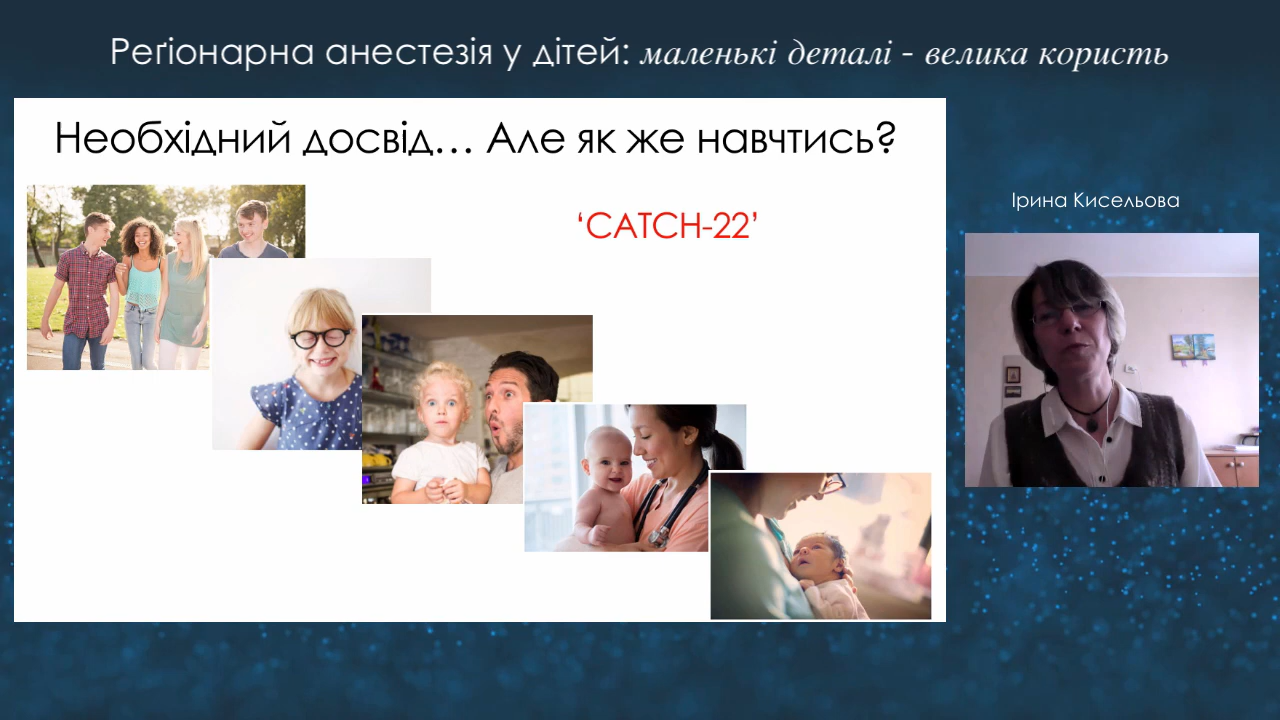 Реґіонарна анестезія у дітей: маленькі деталі - велика користь
Необхідний досвід... Але як же навчтись?
‘CATCH-22’
Ірина Кисельова